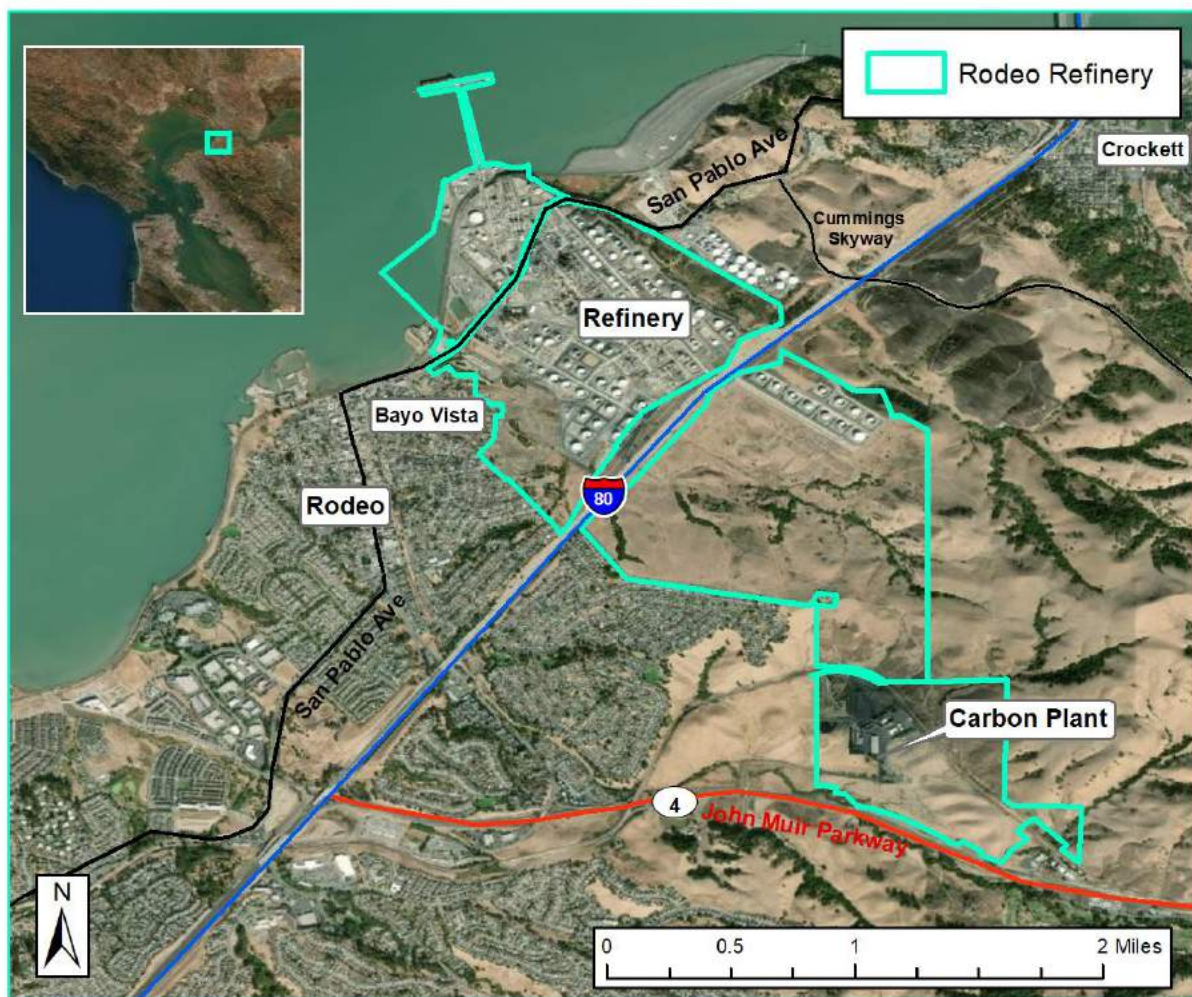 Rodeo Refinery
Crockett
San Pablo Ave
Cummings
Skyway
Refinery
Bayo Vista
80
Rodeo
San Pablo Ave
Carbon Plant
4
John Muir Parkway
N
0 0.5 1 2 Miles